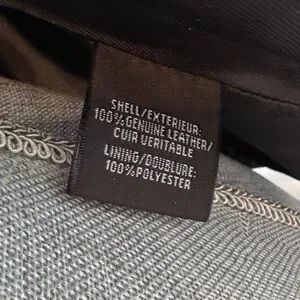 SHELL/EXTERIEUR:
100%GENUINE LEATHER/
CUIR VERITABLE
LINING/DOUBLURE:
100%POLYESTER